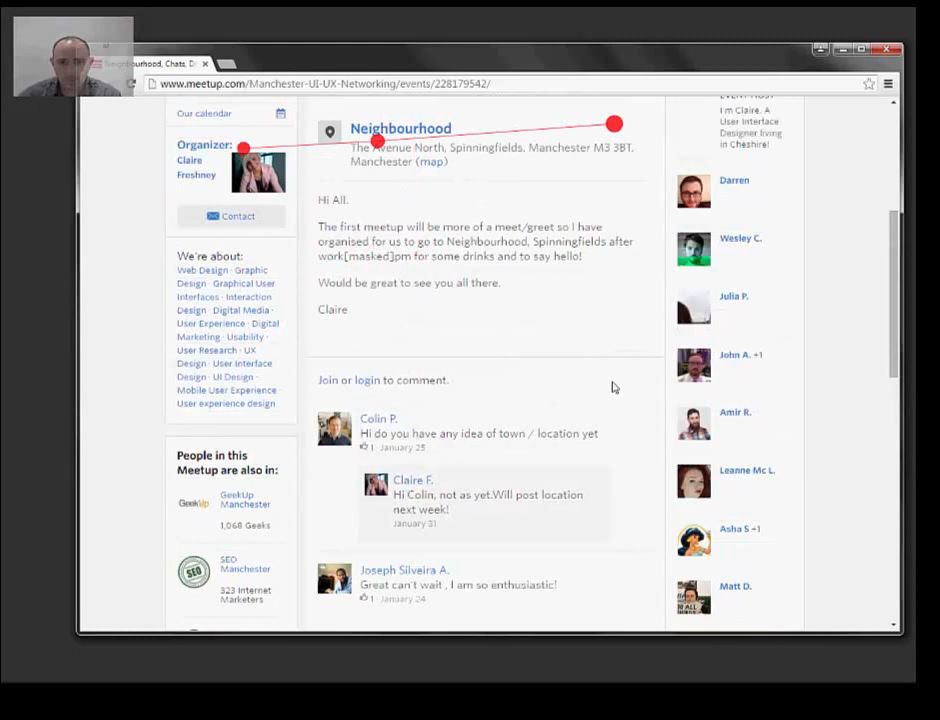 Neighbourhood, Chats, D
www.meetup.com/Manchester-UI-UX-Networking/events/228179542/
Our calendar
Organizer:
Claire
Freshney
Contact
We're about:
Web Design · Graphic
Design · Graphical User
Interfaces · Interaction
Design · Digital Media ·
User Experience · Digital
Marketing · Usability ·
User Research · UX
Design · User Interface
Design · UI Design ·
Mobile User Experience ·
User experience design
People in this
Meetup are also in:
GeekUp
GeekUp
Manchester
1,068 Geeks
SEO
SEO
Manchester
323 Internet
Marketers
Neighbourhood
The Avenue North, Spinningfields, Manchester M3 3BT,
Manchester (map)
Hi All.
The first meetup will be more of a meet/greet so I have
organised for us to go to Neighbourhood, Spinningfields after
work[masked]pm for some drinks and to say hello!
Would be great to see you all there.
Claire
Join or login to comment.
Colin P.
Hi do you have any idea of town / location yet
1 · January 25
Claire F.
Hi Colin, not as yet.Will post location
next week!
January 31
Joseph Silveira A.
Great can't wait , I am so enthusiastic!
1 · January 24
EVENT HOST
I'm Claire. A
User Interface
Designer living
in Cheshire!
Darren
Wesley C.
Julia P.
John A. +1
Amir R.
Leanne Mc L.
Asha S +1
Matt D.